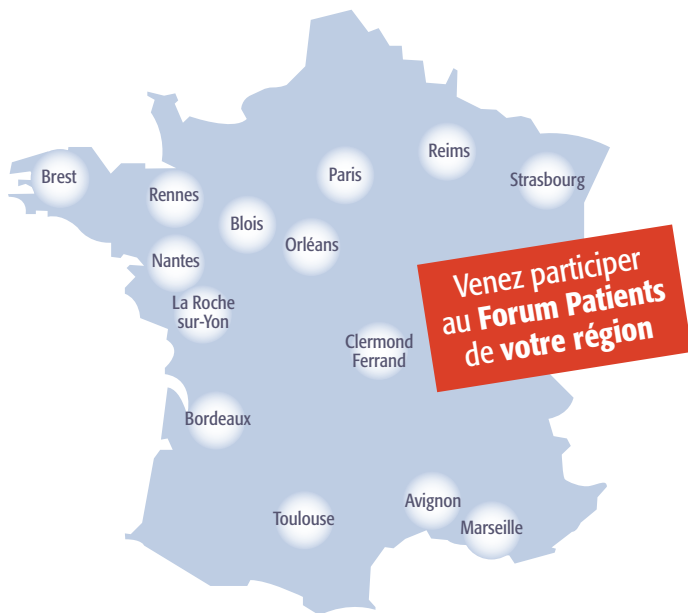 Reims
Paris
Strasbourg
Brest
Rennes
Blois
Orléans
Nantes
La Roche
sur-Yon
Venez participer
au Forum Patients
de votre région
Clermond
Ferrand
Bordeaux
Avignon
Toulouse
Marseille